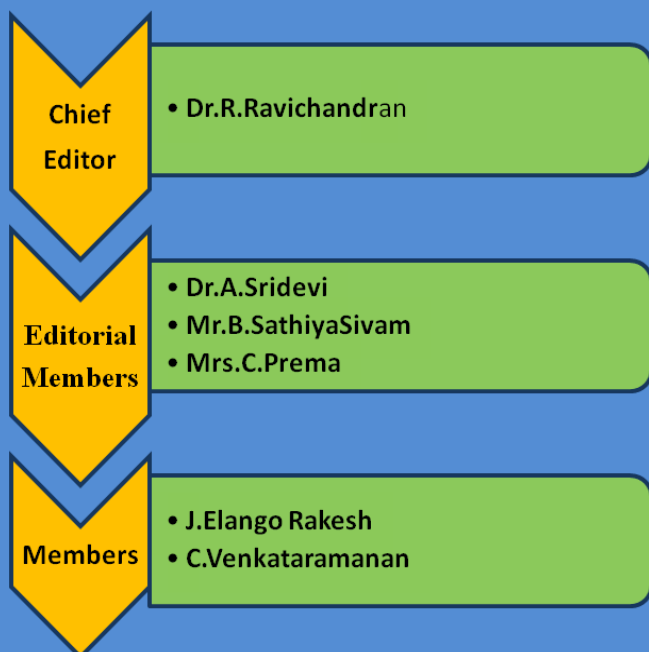 Chief
Editor
• Dr.R.Ravichandran
Editorial
Members
• Dr.A.Sridevi
• Mr.B.SathiyaSivam
• Mrs.C.Prema
Members
• J.Elango Rakesh
• C.Venkataramanan